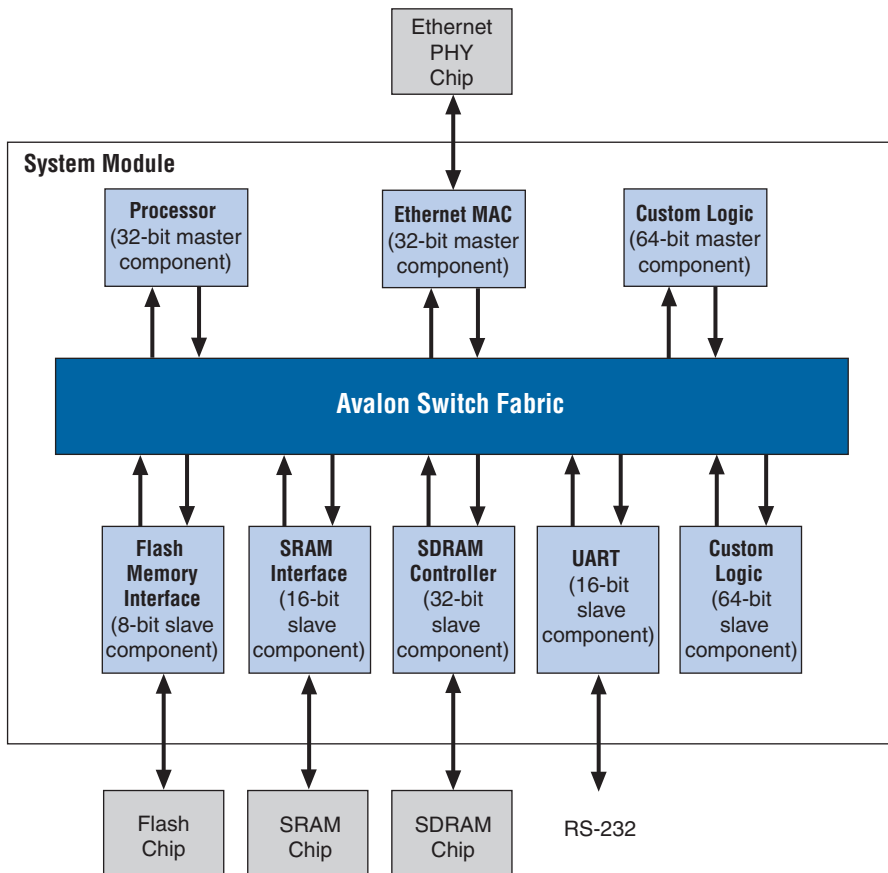 Ethernet
PHY
Chip
System Module
Processor
(32-bit master
component)
Ethernet MAC
(32-bit master
component)
Custom Logic
(64-bit master
component)
Avalon Switch Fabric
Flash
Memory
Interface
(8-bit slave
component)
SRAM
Interface
(16-bit
slave
component)
SDRAM
Controller
(32-bit
slave
component)
UART
(16-bit
slave
component)
Custom
Logic
(64-bit
slave
component)
Flash
Chip
SRAM
Chip
SDRAM
Chip
RS-232